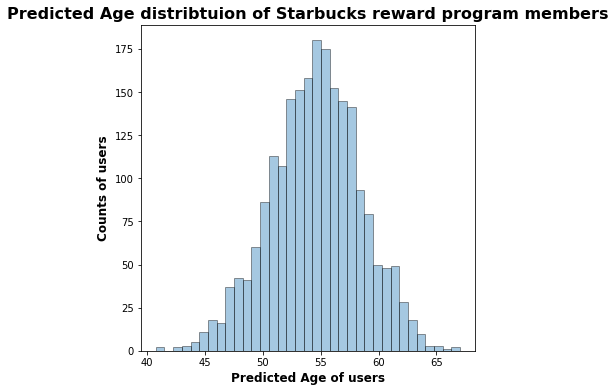 Predicted Age distribtuion of Starbucks reward program members
175
150
125
100
75
50
25
0
Counts of users
40 45 50 55 60 65
Predicted Age of users